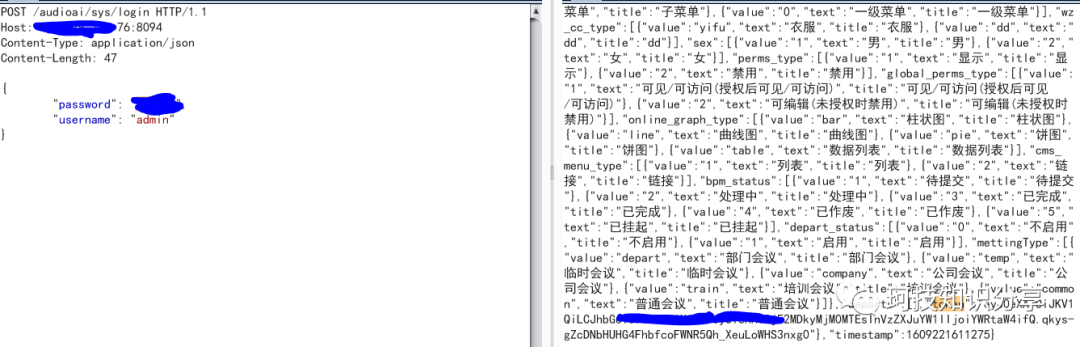 POST /audioai/sys/login HTTP/1.1
Host: 76:8094
Content-Type: application/json
Content-Length: 47
{
"password":
"username": "admin"
}
菜单","title":"子菜单"},{"value":"0","text":"一级菜单","title":"一级菜单"}],"wz_
cc_type":[{"value":"yifu","text":"衣服","title":"衣服"},{"value":"dd","text":"
dd","title":"dd"}],"sex":[{"value":"1","text":"男","title":"男"},{"value":"2",
"text":"女","title":"女"}],"perms_type":[{"value":"1","text":"显示","title":"显
示"},{"value":"2","text":"禁用","title":"禁用"}],"global_perms_type":[{"value":
"1","text":"可见/可访问(授权后可见/可访问)","title":"可见/可访问(授权后可见
/可访问)"},{"value":"2","text":"可编辑(未授权时禁用)","title":"可编辑(未授权时
禁用)"}],"online_graph_type":[{"value":"bar","text":"柱状图","title":"柱状图"},
{"value":"line","text":"曲线图","title":"曲线图"},{"value":"pie","text":"饼图",
"title":"饼图"},{"value":"table","text":"数据列表","title":"数据列表"}],"cms_
menu_type":[{"value":"1","text":"列表","title":"列表"},{"value":"2","text":"链
接","title":"链接"}],"bpm_status":[{"value":"1","text":"待提交","title":"待提交
"},{"value":"2","text":"处理中","title":"处理中"},{"value":"3","text":"已完成",
"title":"已完成"},{"value":"4","text":"已作废","title":"已作废"},{"value":"5",
"text":"已挂起","title":"已挂起"}],"depart_status":[{"value":"0","text":"不启用"
,"title":"不启用"},{"value":"1","text":"启用","title":"启用"}],"mettingType":[{
"value":"depart","text":"部门会议","title":"部门会议"},{"value":"temp","text":"
临时会议","title":"临时会议"},{"value":"company","text":"公司会议","title":"公
司会议"},{"value":"train","text":"培训会议","title":"培训会议"},{"value":"commo
n","text":"普通会议","title":"普通会议"}]},
QiLCJhbG
gZcDNbHUHG4FhbfcoFWNR5Qh_XeuLoWHS3nxg0"},"timestamp":1609221611275}
珂技知识分享